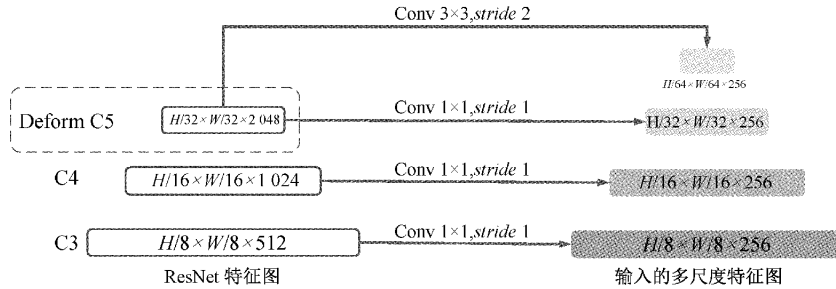 Conv 3×3,stride 2
H/64×W/64×256
Deform C5
H/32×W/32×2 048
Conv 1×1,stride 1
H/32×W/32×256
C4
H/16×W/16×1 024
Conv 1×1,stride 1
H/16×W/16×256
C3
H/8×W/8×512
Conv 1×1,stride 1
H/8×W/8×256
ResNet 特征图
输入的多尺度特征图